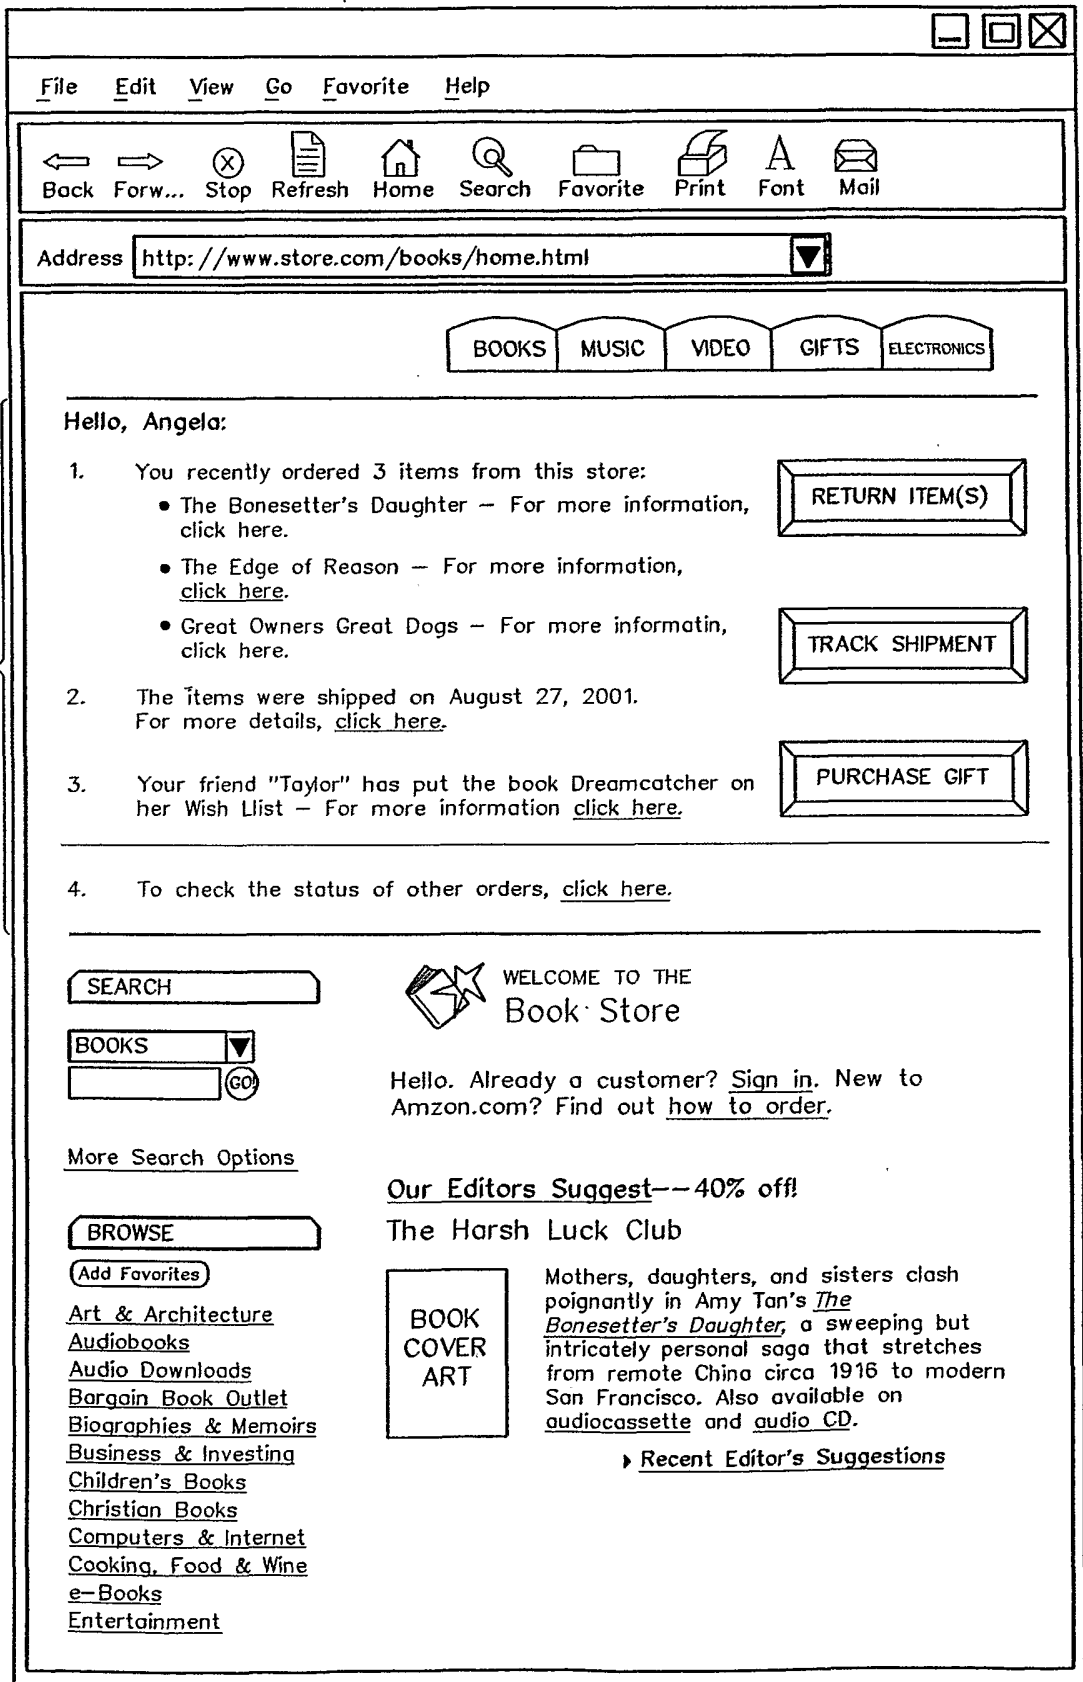 File Edit View Go Favorite Help
Back Forw... Stop Refresh Home Search Favorite Print Font Mail
Address http://www.store.com/books/home.html
BOOKS MUSIC VIDEO GIFTS ELECTRONICS
Hello, Angela:
1. You recently ordered 3 items from this store:
• The Bonesetter's Daughter — For more information,
click here.
• The Edge of Reason — For more information,
click here.
• Great Owners Great Dogs — For more informatin,
click here.
2. The items were shipped on August 27, 2001.
For more details, click here.
3. Your friend "Taylor" has put the book Dreamcatcher on
her Wish Llist — For more information click here.
RETURN ITEM(S)
TRACK SHIPMENT
PURCHASE GIFT
4. To check the status of other orders, click here.
SEARCH
BOOKS
GO!
More Search Options
BROWSE
Add Favorites
Art & Architecture
Audiobooks
Audio Downloads
Bargain Book Outlet
Biographies & Memoirs
Business & Investing
Children's Books
Christian Books
Computers & Internet
Cooking, Food & Wine
e-Books
Entertainment
WELCOME TO THE
Book Store
Hello. Already a customer? Sign in. New to
Amzon.com? Find out how to order.
Our Editors Suggest--40% off!
The Harsh Luck Club
BOOK
COVER
ART
Mothers, daughters, and sisters clash
poignantly in Amy Tan's The
Bonesetter's Daughter, a sweeping but
intricately personal saga that stretches
from remote China circa 1916 to modern
San Francisco. Also available on
audiocassette and audio CD.
Recent Editor's Suggestions